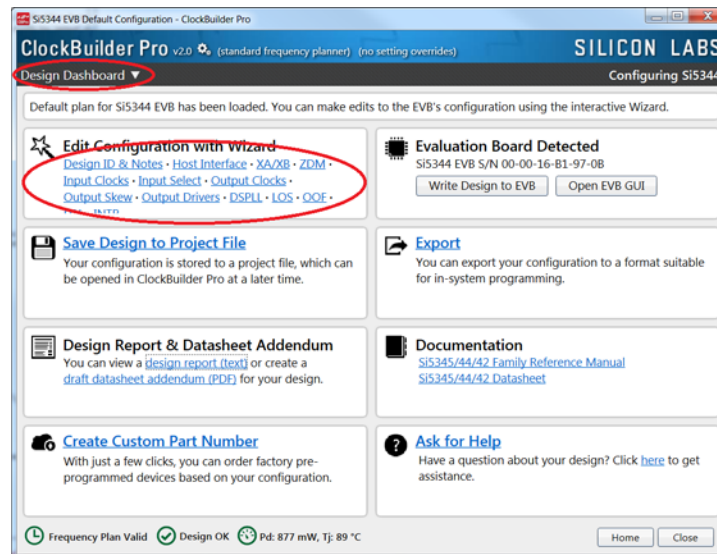 Si5344 EVB Default Configuration - ClockBuilder Pro
ClockBuilder Pro v2.0 (standard frequency planner) (no setting overrides)
SILICON LABS
Design Dashboard ▼
Configuring Si5344
Default plan for Si5344 EVB has been loaded. You can make edits to the EVB's configuration using the interactive Wizard.
Edit Configuration with Wizard
Design ID & Notes · Host Interface · XA/XB · ZDM ·
Input Clocks · Input Select · Output Clocks ·
Output Skew · Output Drivers · DSPLL · LOS · OOF ·
INTR
Evaluation Board Detected
Si5344 EVB S/N 00-00-16-B1-97-0B
Write Design to EVB
Open EVB GUI
Save Design to Project File
Your configuration is stored to a project file, which can
be opened in ClockBuilder Pro at a later time.
Export
You can export your configuration to a format suitable
for in-system programming.
Design Report & Datasheet Addendum
You can view a design report (text) or create a
draft datasheet addendum (PDF) for your design.
Documentation
Si5345/44/42 Family Reference Manual
Si5345/44/42 Datasheet
Create Custom Part Number
With just a few clicks, you can order factory pre-
programmed devices based on your configuration.
Ask for Help
Have a question about your design? Click here to get
assistance.
Frequency Plan Valid
Design OK
Pd: 877 mW, Tj: 89 °C
Home
Close